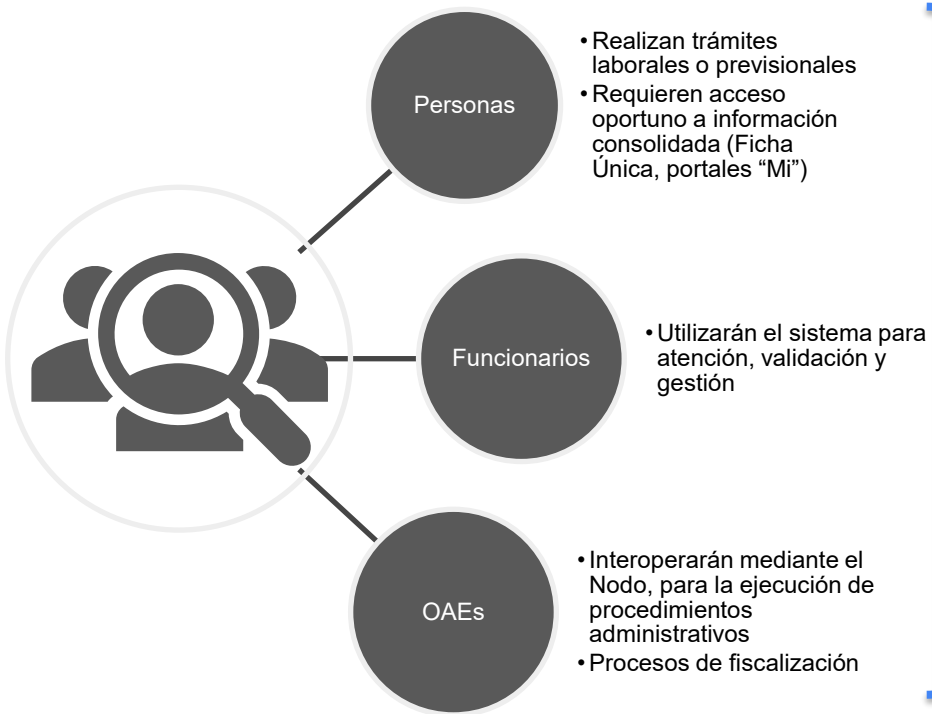 Personas
• Realizan trámites
laborales o previsionales
• Requieren acceso
oportuno a información
consolidada (Ficha
Única, portales “Mi”)
Funcionarios
• Utilizarán el sistema para
atención, validación y
gestión
OAEs
• Interoperarán mediante el
Nodo, para la ejecución de
procedimientos
administrativos
• Procesos de fiscalización